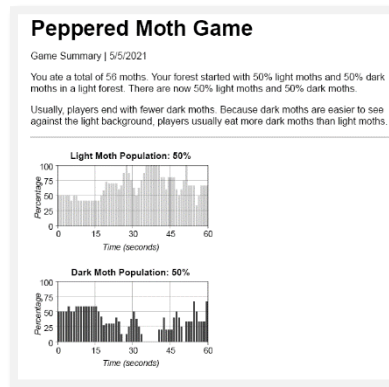 Peppered Moth Game
Game Summary | 5/5/2021
You ate a total of 56 moths. Your forest started with 50% light moths and 50% dark
moths in a light forest. There are now 50% light moths and 50% dark moths.
Usually, players end with fewer dark moths. Because dark moths are easier to see
against the light background, players usually eat more dark moths than light moths.
Light Moth Population: 50%
Percentage
100
75
50
25
0
0 15 30 45 60
Time (seconds)
Dark Moth Population: 50%
Percentage
100
75
50
25
0
0 15 30 45 60
Time (seconds)